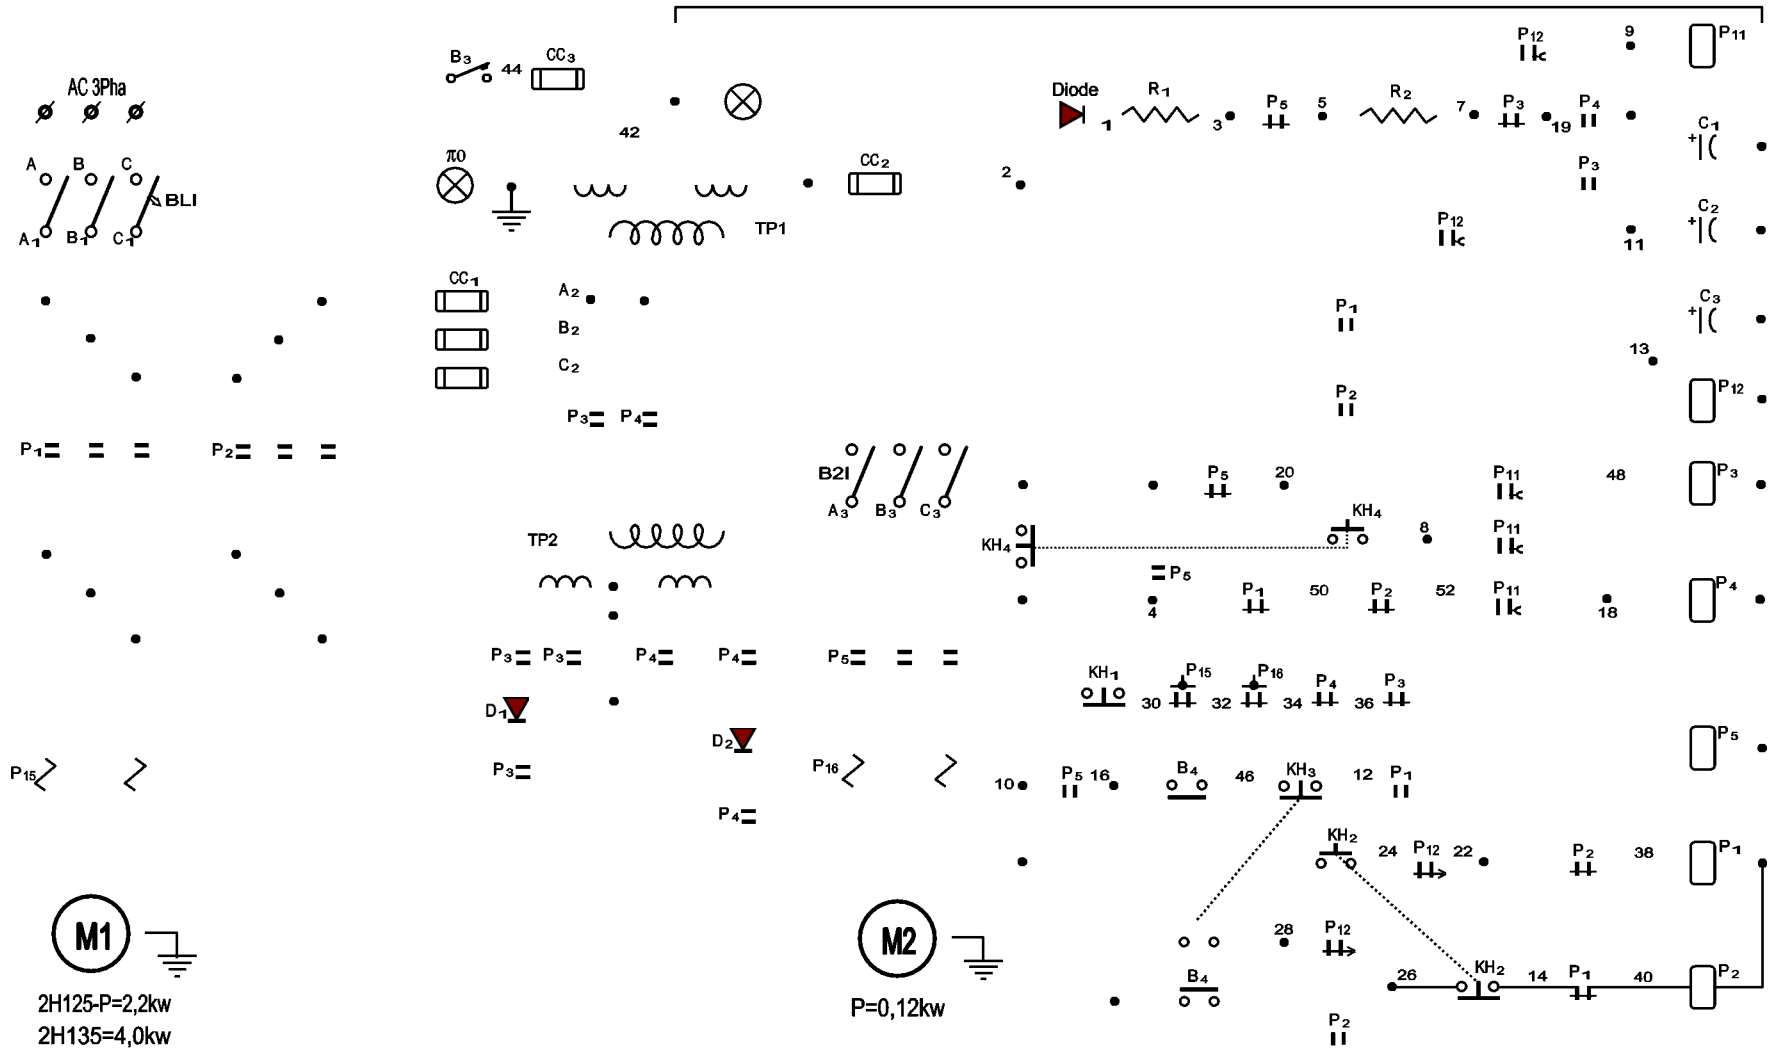 P12 9 P11
B3 44 CC3
AC 3Pha
Diode 1 R1 3 P5 5 R2 7 P3 19 P4
42
C1
A B C BLI
πo
CC2
2
P3
A1 B1 C1
TP1
P12 11 C2
CC1
A2
B2
C2
P1
C3
13
P2
P12
P3 P4
P1 P2
B2I
A3 B3 C3
P5 20 P11 48 P3
TP2
KH4 KH4 8 P11
P5
4 P1 50 P2 52 P11 18 P4
P3 P3 P4 P4 P5
KH1 30 P15 32 P16 34 P4 36 P3
D1
D2
P5
P15
P3
P16
10 P5 16 B4 46 KH3 12 P1
P4
KH2 24 P12 22 P2 38 P1
M1
M2
28 P12
B4
26 KH2 14 P1 40 P2
2H125-P=2,2kw
2H135=4,0kw
P=0,12kw
P2